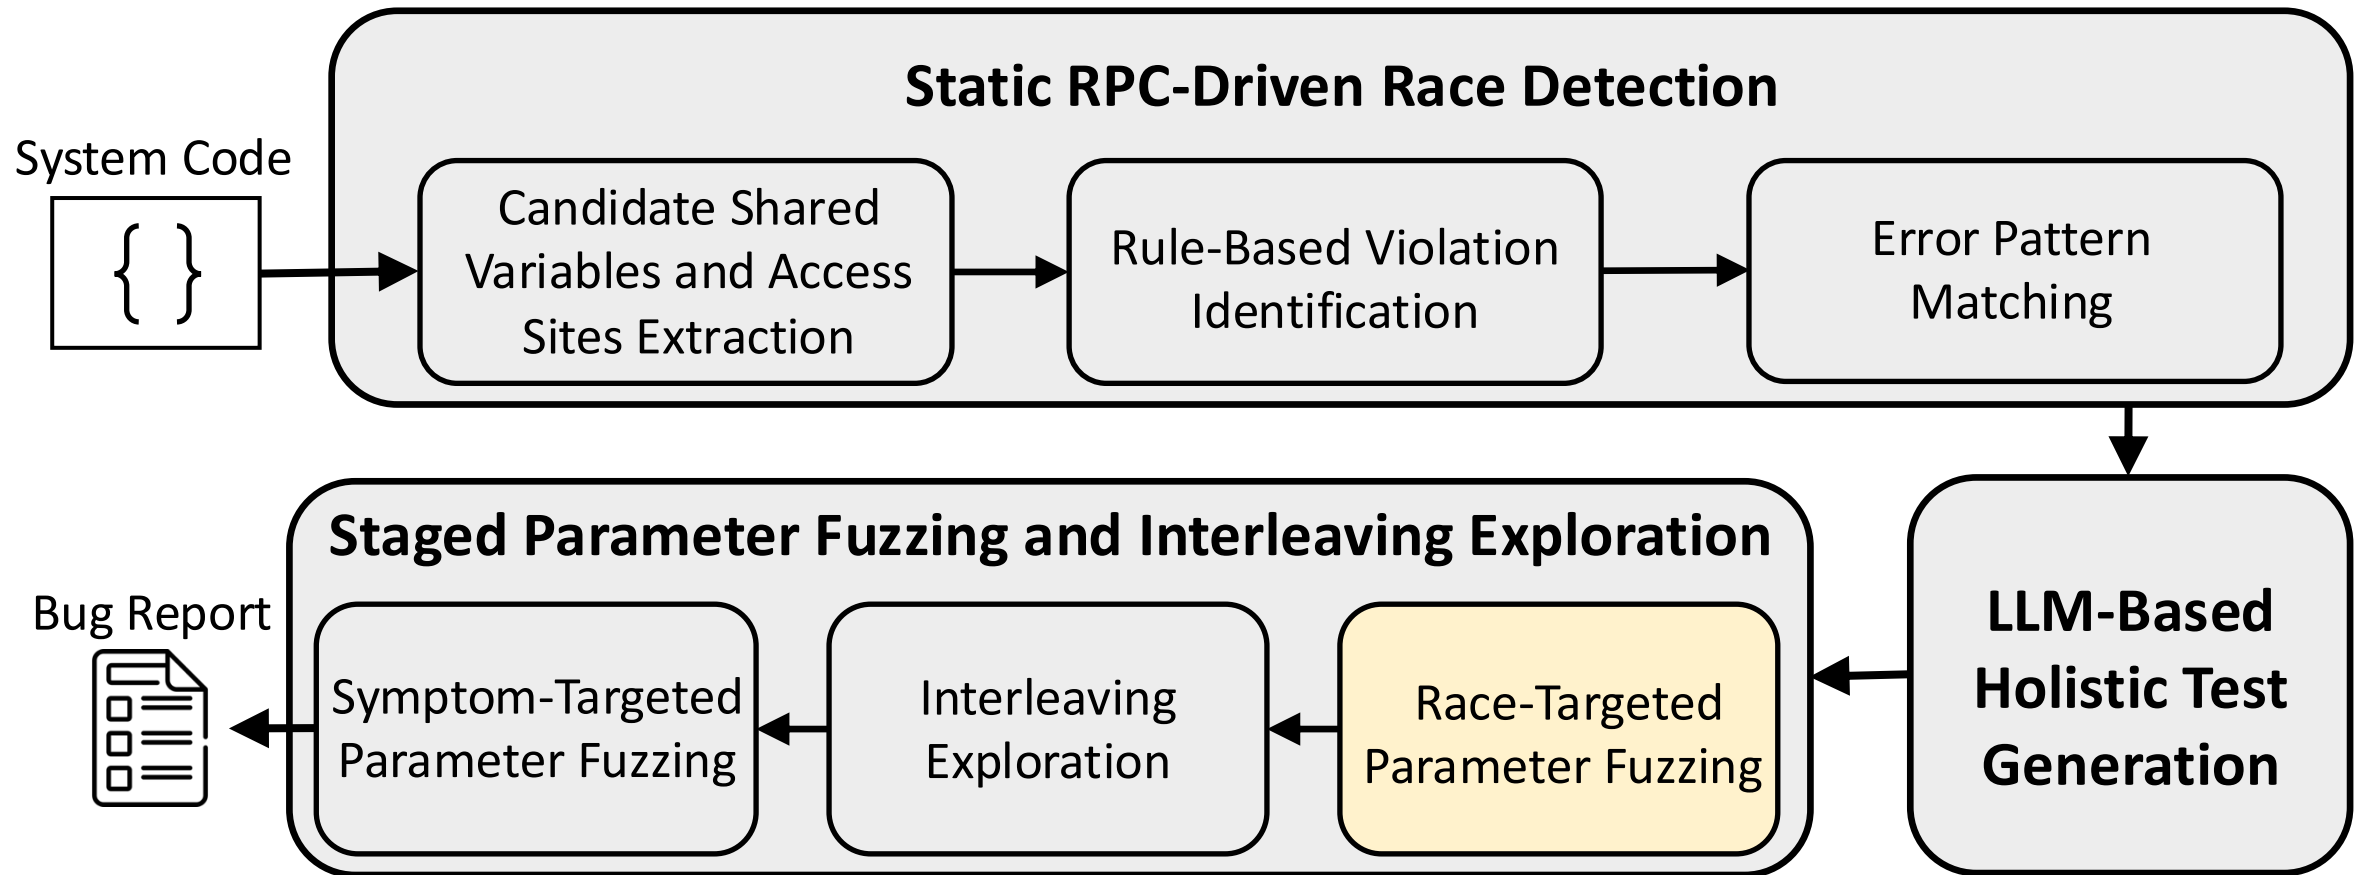 Static RPC-Driven Race Detection
System Code
{ }
Candidate Shared
Variables and Access
Sites Extraction
Rule-Based Violation
Identification
Error Pattern
Matching
LLM-Based
Holistic Test
Generation
Staged Parameter Fuzzing and Interleaving Exploration
Race-Targeted
Parameter Fuzzing
Interleaving
Exploration
Symptom-Targeted
Parameter Fuzzing
Bug Report